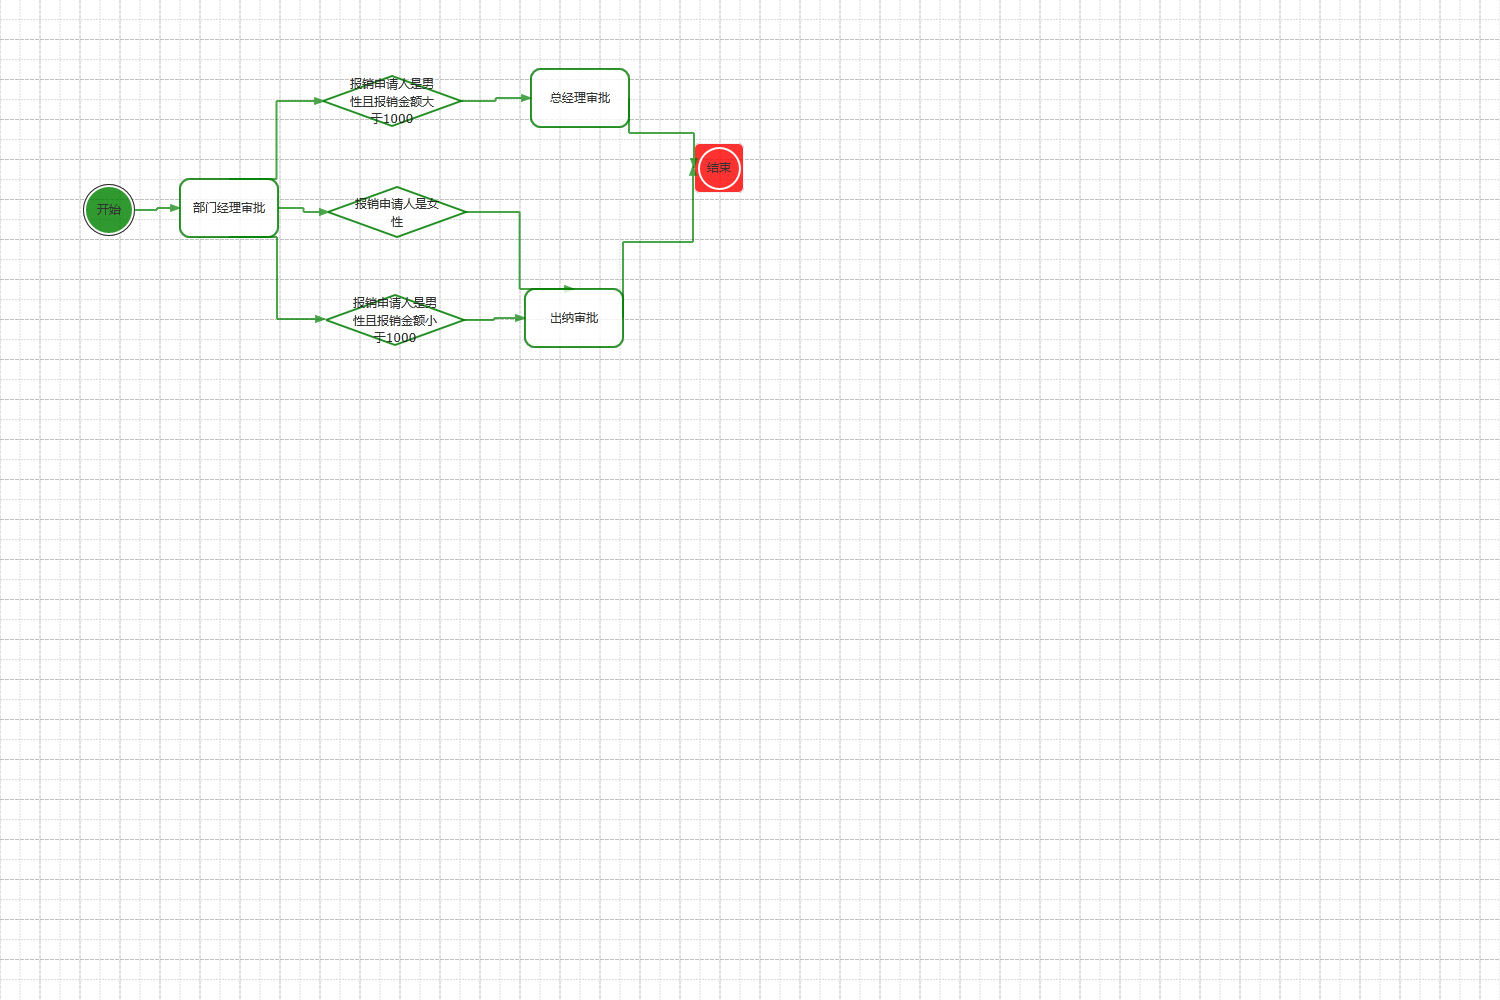 报销申请人是男
性且报销金额大
于1000
总经理审批
结束
开始
部门经理审批
报销申请人是女
性
报销申请人是男
性且报销金额小
于1000
出纳审批